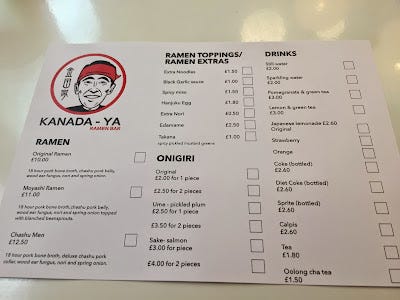 KANADA-YA
RAMEN BAR
RAMEN
Original Ramen
£10.00
18 hour pork bone broth, chashu pork belly,
wood ear fungus, nori and spring onion.
Moyashi Ramen
£11.00
18 hour pork bone broth, chashu pork belly,
wood ear fungus, nori and spring onion topped
with blanched beansprouts.
Chashu Men
£12.50
18 hour pork bone broth, deluxe chashu pork
collar, wood ear fungus, nori and spring onion.
RAMEN TOPPINGS/
RAMEN EXTRAS
Extra Noodles £1.50
Black Garlic sauce £1.00
Spicy miso £1.00
Hanjuku Egg £1.80
Extra Nori £2.50
Edamame £2.50
Takana £1.00
spicy pickled mustard greens
ONIGIRI
Original
£2.00 for 1 piece
£3.50 for 2 pieces
Ume - pickled plum
£2.50 for 1 piece
£3.50 for 2 pieces
Sake- salmon
£3.00 for piece
£4.00 for 2 pieces
DRINKS
Still water
£2.00
Sparkling water
£2.00
Pomegranate & green tea
£3.00
Lemon & green tea
£3.00
Japanese lemonade £2.60
Original
Strawberry
Orange
Coke (bottled)
£2.60
Diet Coke (bottled)
£2.60
Sprite (bottled)
£2.60
Calpis
£2.60
Tea
£1.80
Oolong cha tea
£1.50